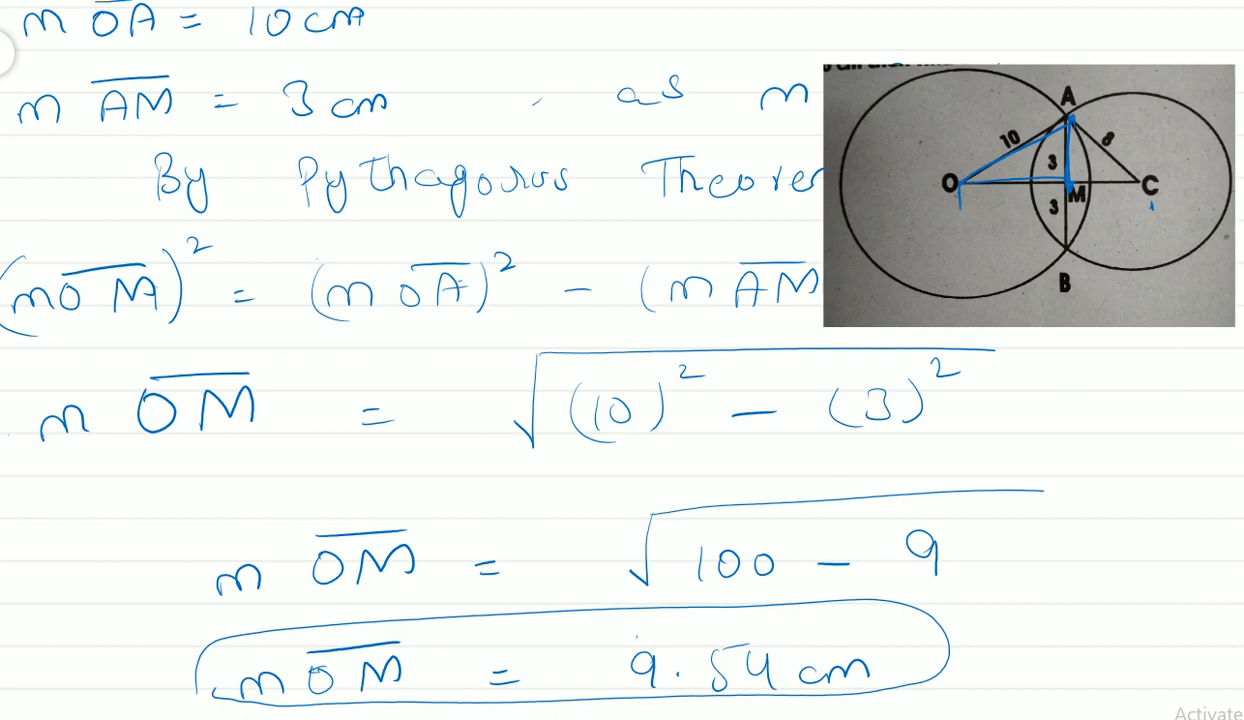 m OA = 10 cm
m AM = 3 cm , as m
By Pythagorus Theorem
(m OM)² = (m OA)² - (m AM
m OM = √(10)² - (3)²
m OM = √100 - 9
m OM = 9.54 cm
A
10
8
3
O
M
C
3
B
Activate